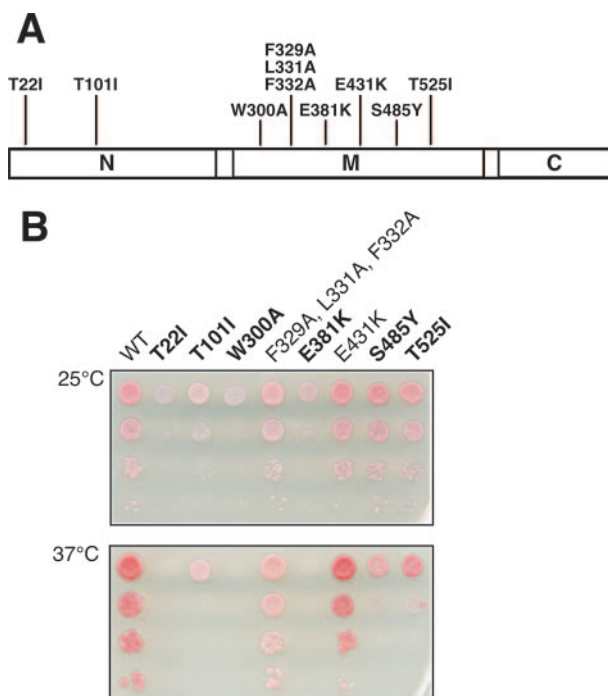 A
F329A
L331A
T22I T101I F332A E431K T525I
W300A E381K S485Y
N M C
B
WT T22I T101I W300A F329A, L331A, F332A E381K E431K S485Y T525I
25°C
37°C